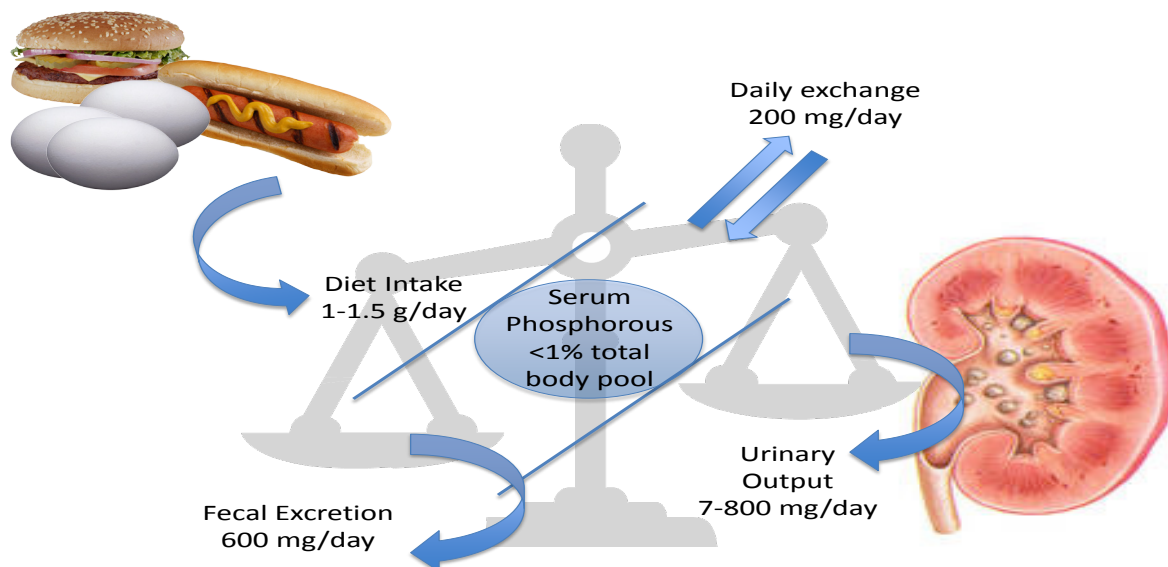 Daily exchange
200 mg/day
Diet Intake
1-1.5 g/day
Serum
Phosphorous
<1% total
body pool
Urinary
Output
7-800 mg/day
Fecal Excretion
600 mg/day